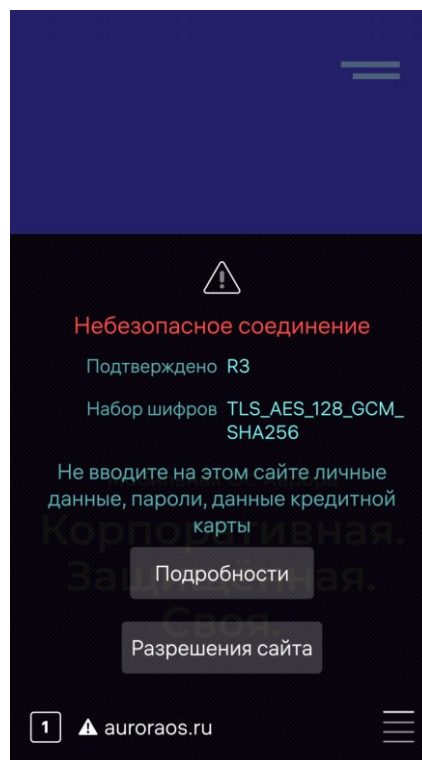 Небезопасное соединение
Подтверждено R3
Набор шифров TLS_AES_128_GCM_
SHA256
Не вводите на этом сайте личные
данные, пароли, данные кредитной
карты
Корпоративная.
Подробности
Защищённая.
Своя.
Разрешения сайта
1 auroraos.ru